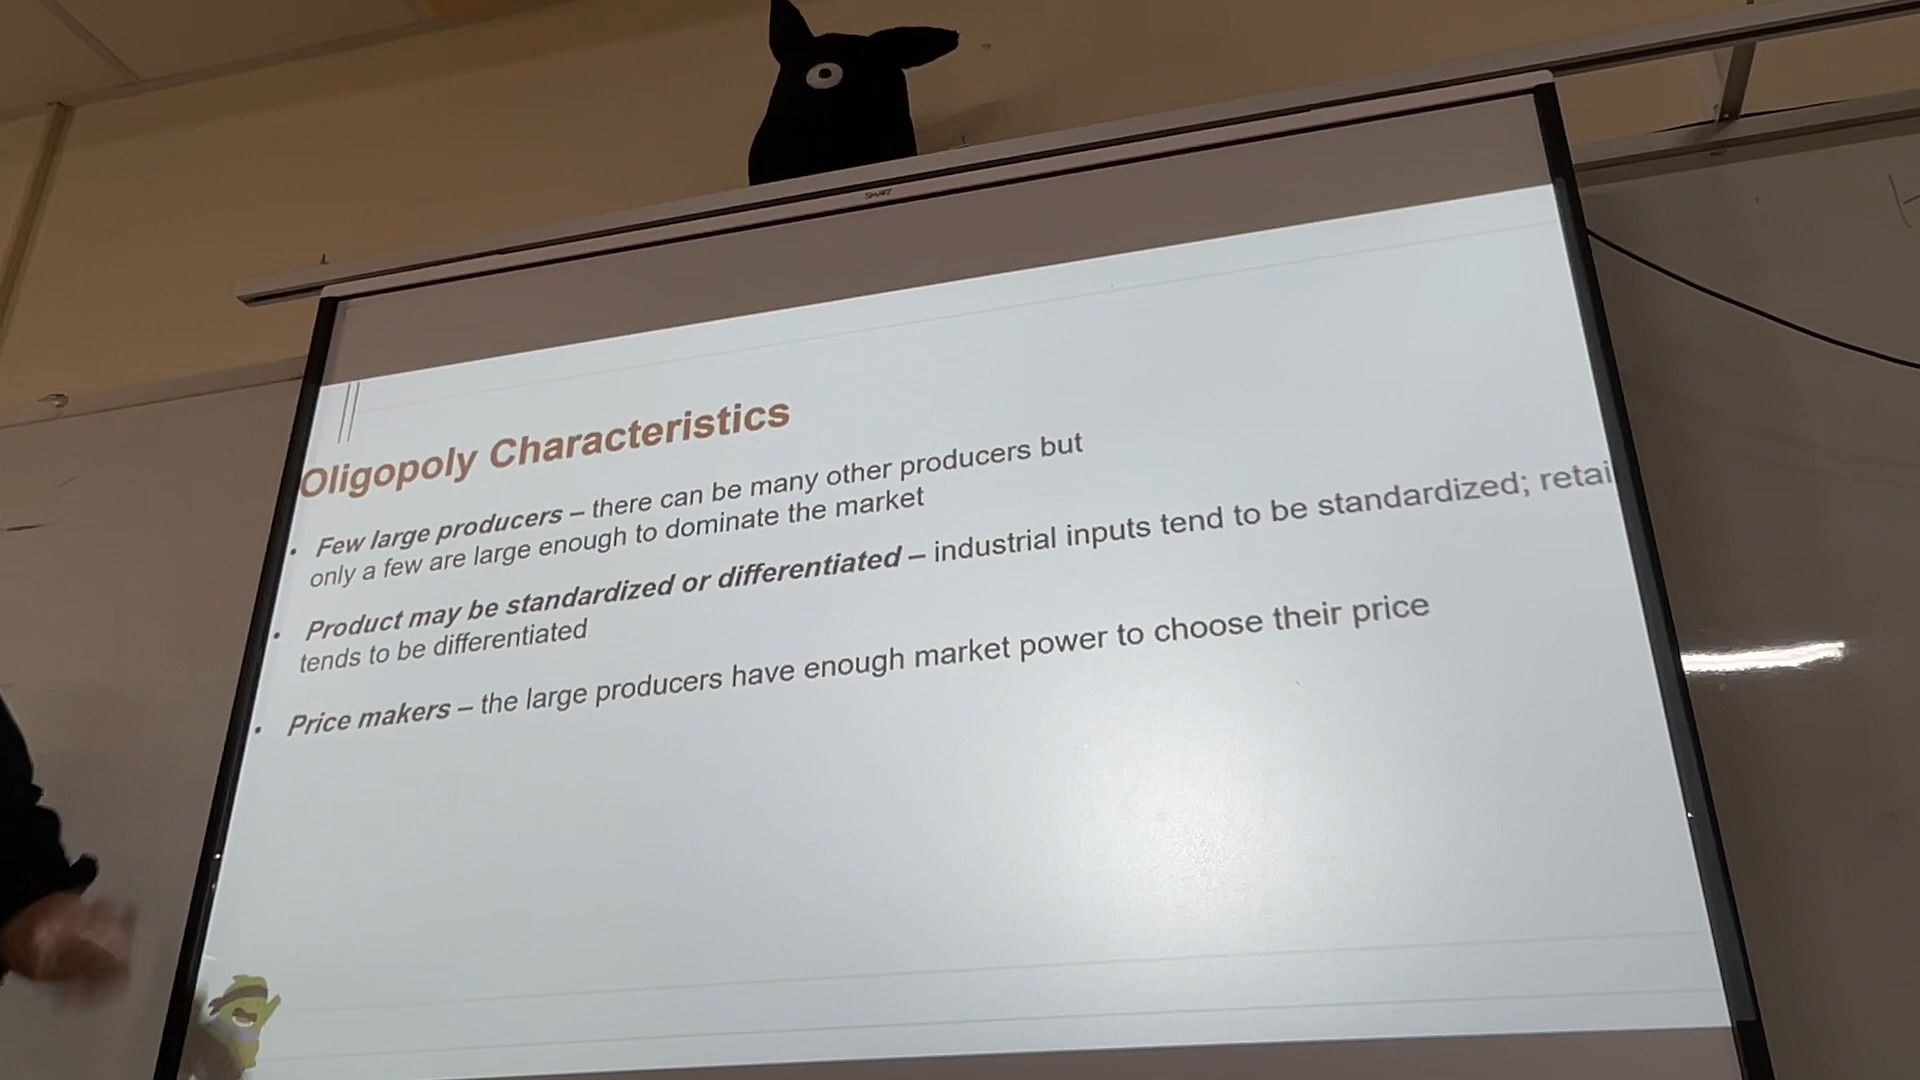 SMART
Oligopoly Characteristics
• Few large producers – there can be many other producers but
only a few are large enough to dominate the market
• Product may be standardized or differentiated – industrial inputs tend to be standardized; retail
tends to be differentiated
• Price makers – the large producers have enough market power to choose their price